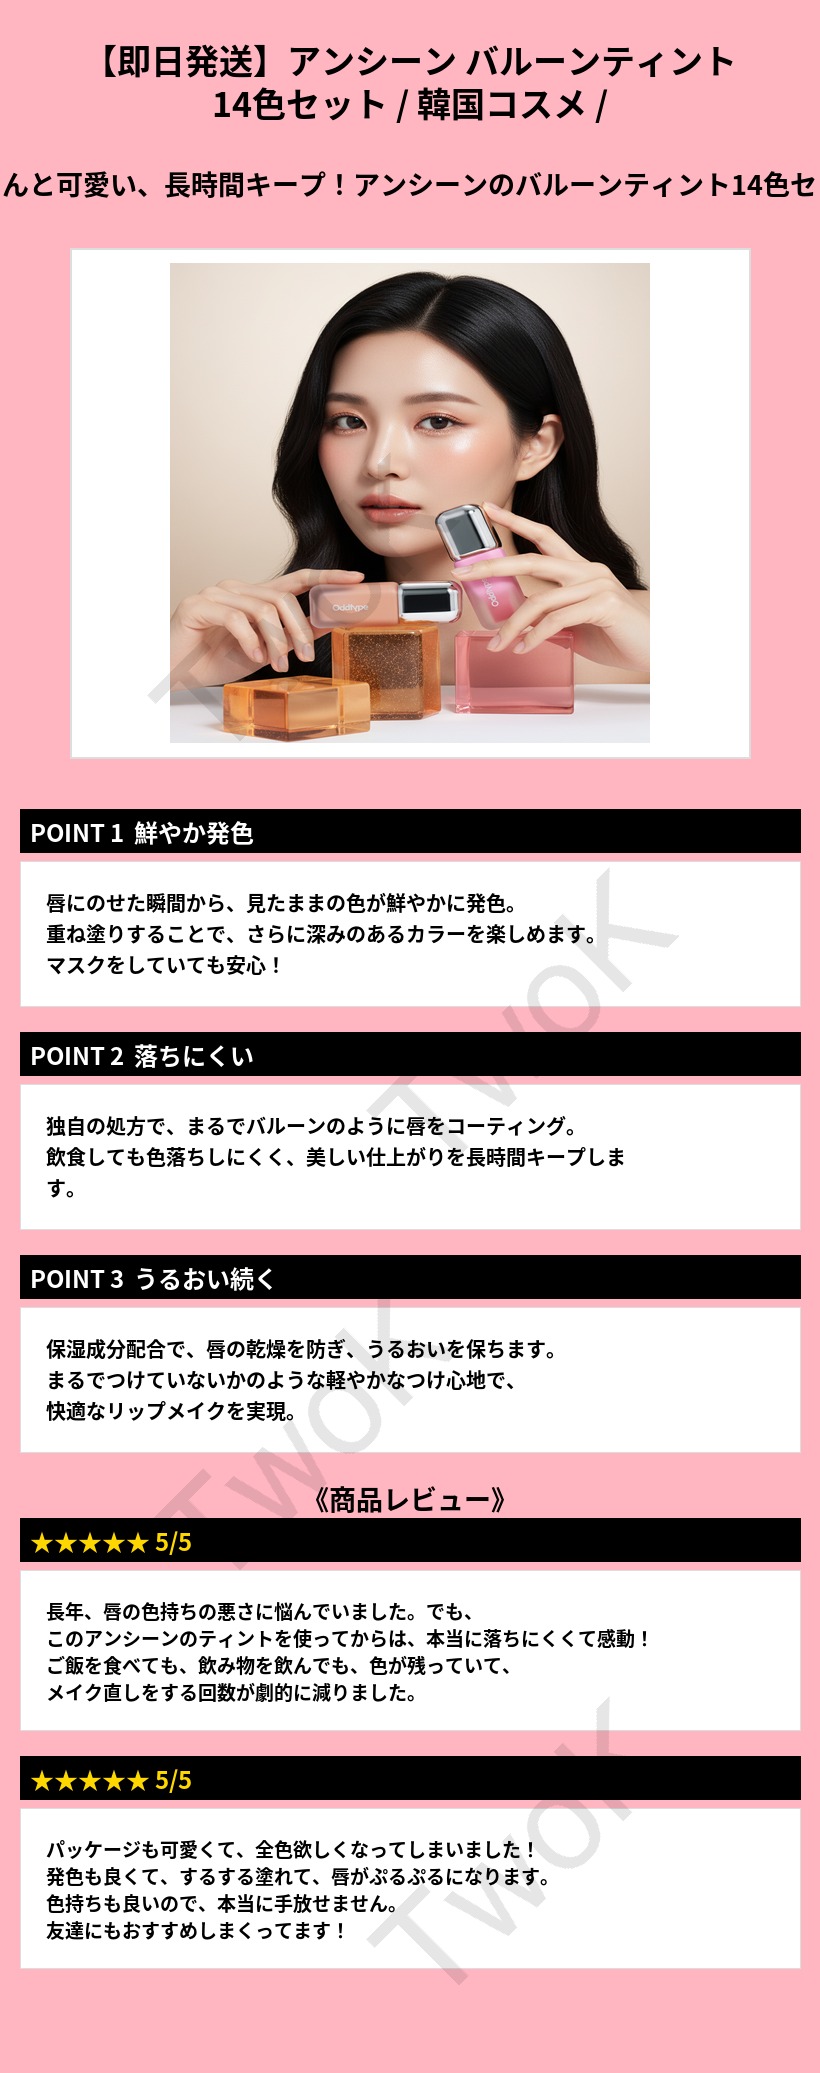 【即日発送】アンシーン バルーンティント
14色セット / 韓国コスメ /
んと可愛い、長時間キープ！アンシーンのバルーンティント14色セ
Oddtype
Oddtype
TwoK
POINT 1 鮮やか発色
唇にのせた瞬間から、見たままの色が鮮やかに発色。
重ね塗りすることで、さらに深みのあるカラーを楽しめます。
マスクをしていても安心！
TwoK
POINT 2 落ちにくい
独自の処方で、まるでバルーンのように唇をコーティング。
飲食しても色落ちしにくく、美しい仕上がりを長時間キープしま
す。
POINT 3 うるおい続く
保湿成分配合で、唇の乾燥を防ぎ、うるおいを保ちます。
まるでつけていないかのような軽やかなつけ心地で、
快適なリップメイクを実現。
TwoK
《商品レビュー》
★★★★★ 5/5
長年、唇の色持ちの悪さに悩んでいました。でも、
このアンシーンのティントを使ってからは、本当に落ちにくくて感動！
ご飯を食べても、飲み物を飲んでも、色が残っていて、
メイク直しをする回数が劇的に減りました。
★★★★★ 5/5
パッケージも可愛くて、全色欲しくなってしまいました！
発色も良くて、するする塗れて、唇がぷるぷるになります。
色持ちも良いので、本当に手放せません。
友達にもおすすめしまくってます！
TwoK